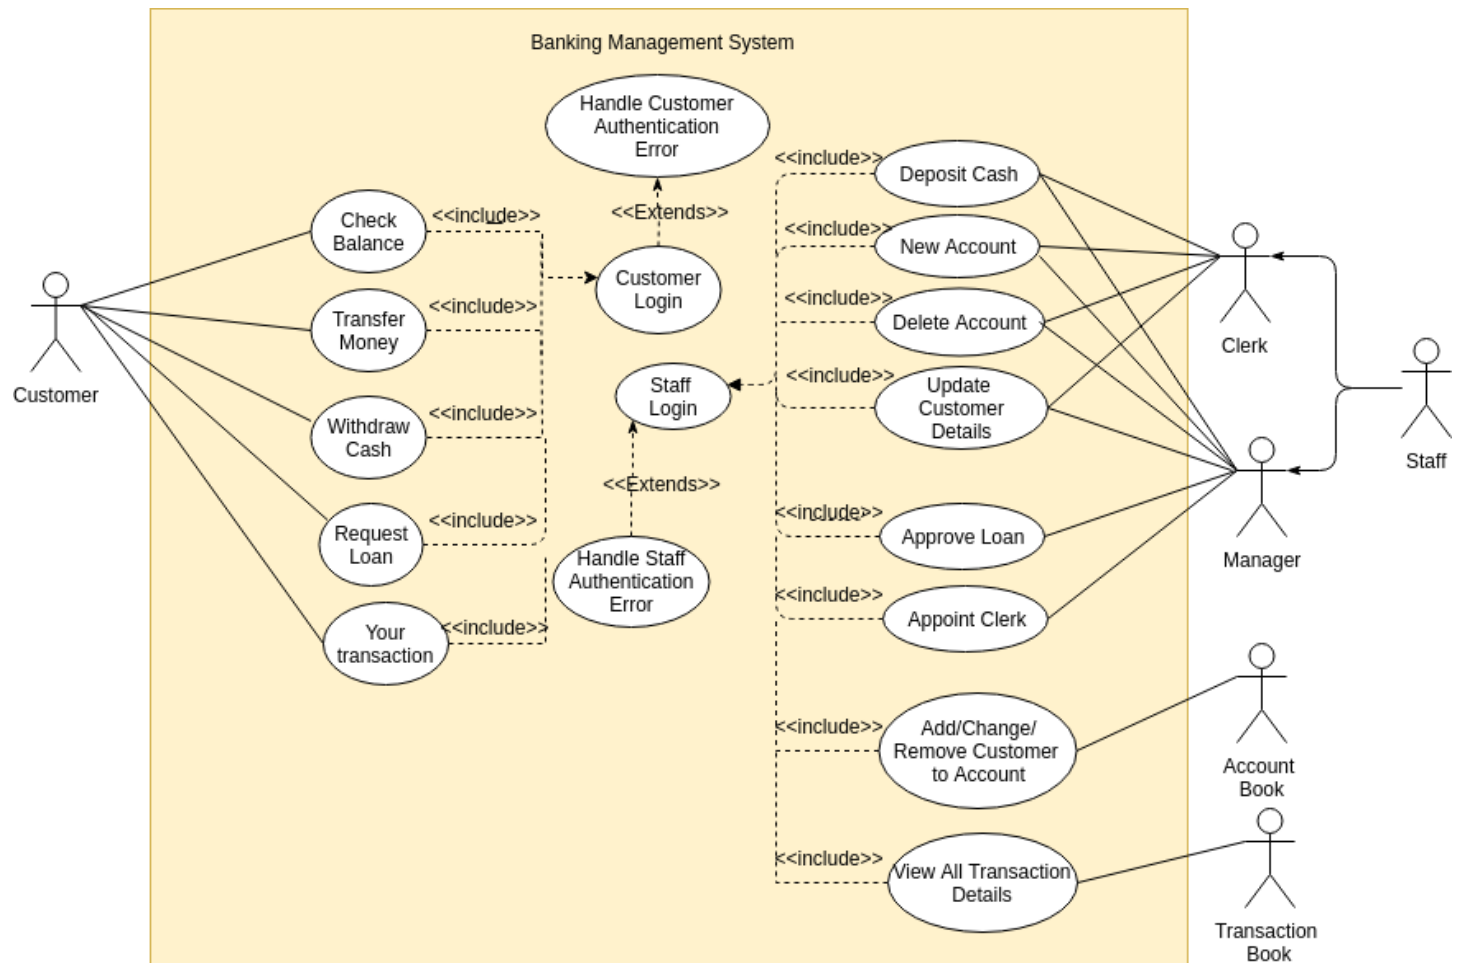 Banking Management System
Handle Customer
Authentication
Error
<<Extends>>
Customer
Login
Staff
Login
<<Extends>>
Handle Staff
Authentication
Error
Customer
Check
Balance
<<include>>
Transfer
Money
<<include>>
Withdraw
Cash
<<include>>
Request
Loan
<<include>>
Your
transaction
<<include>>
<<include>>
Deposit Cash
<<include>>
New Account
<<include>>
Delete Account
<<include>>
Update
Customer
Details
<<include>>
Approve Loan
<<include>>
Appoint Clerk
<<include>>
Add/Change/
Remove Customer
to Account
<<include>>
View All Transaction
Details
Clerk
Staff
Manager
Account
Book
Transaction
Book